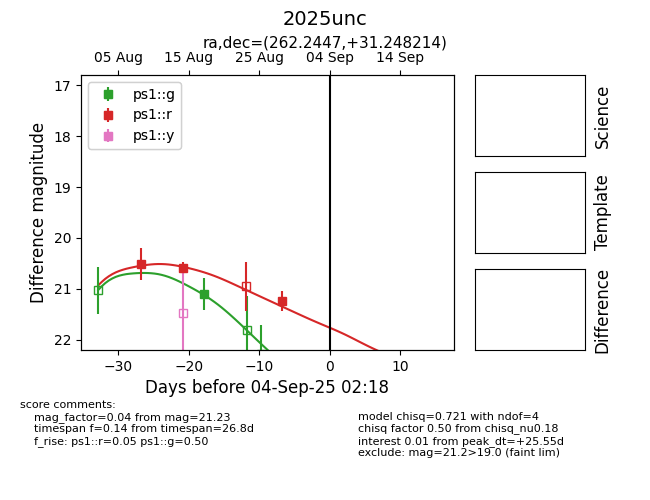 2025unc
ra,dec=(262.2447,+31.248214)
05 Aug 15 Aug 25 Aug 04 Sep 14 Sep
17
18
19
20
21
22
Difference magnitude
ps1::g
ps1::r
ps1::y
−30 −20 −10 0 10
Days before 04-Sep-25 02:18
Science
Template
Difference
score comments:
mag_factor=0.04 from mag=21.23
timespan f=0.14 from timespan=26.8d
f_rise: ps1::r=0.05 ps1::g=0.50
model chisq=0.721 with ndof=4
chisq factor 0.50 from chisq_nu0.18
interest 0.01 from peak_dt=+25.55d
exclude: mag=21.2>19.0 (faint lim)